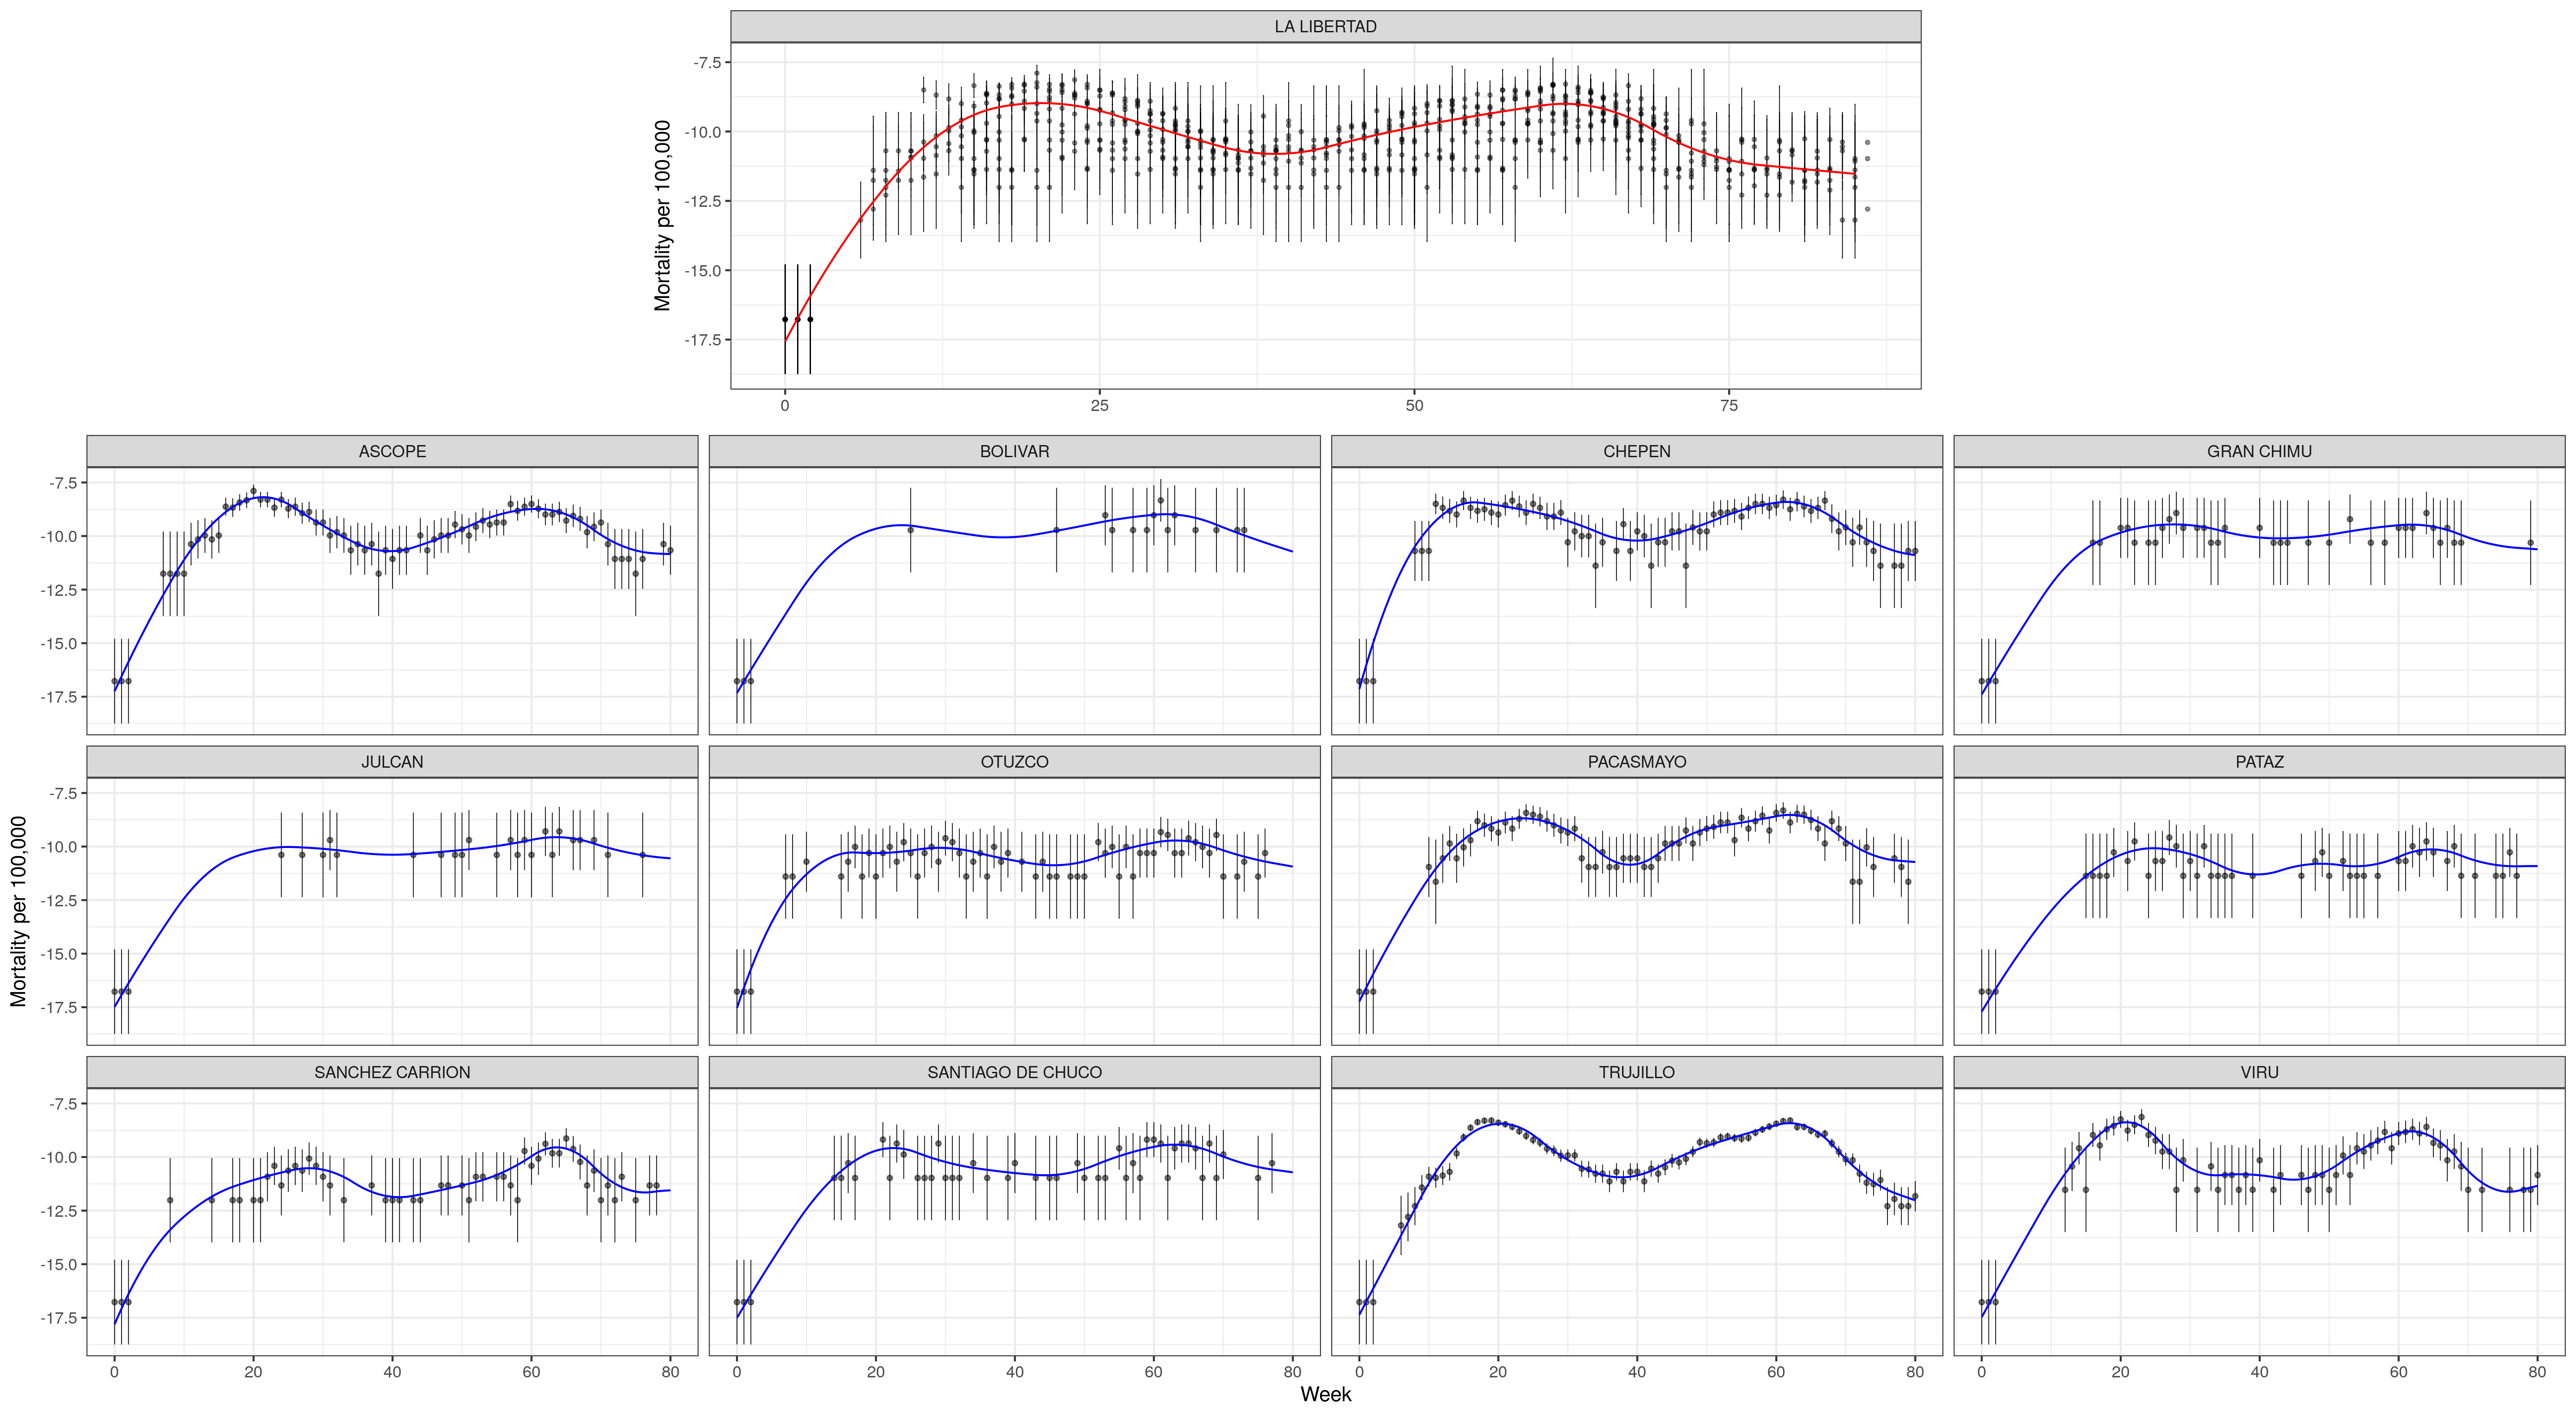 LA LIBERTAD
Mortality per 100,000
-7.5
-10.0
-12.5
-15.0
-17.5
0 25 50 75
ASCOPE BOLIVAR CHEPEN GRAN CHIMU
-7.5
-10.0
-12.5
-15.0
-17.5
JULCAN OTUZCO PACASMAYO PATAZ
Mortality per 100,000
-7.5
-10.0
-12.5
-15.0
-17.5
SANCHEZ CARRION SANTIAGO DE CHUCO TRUJILLO VIRU
-7.5
-10.0
-12.5
-15.0
-17.5
0 20 40 60 80 0 20 40 60 80 0 20 40 60 80 0 20 40 60 80
Week